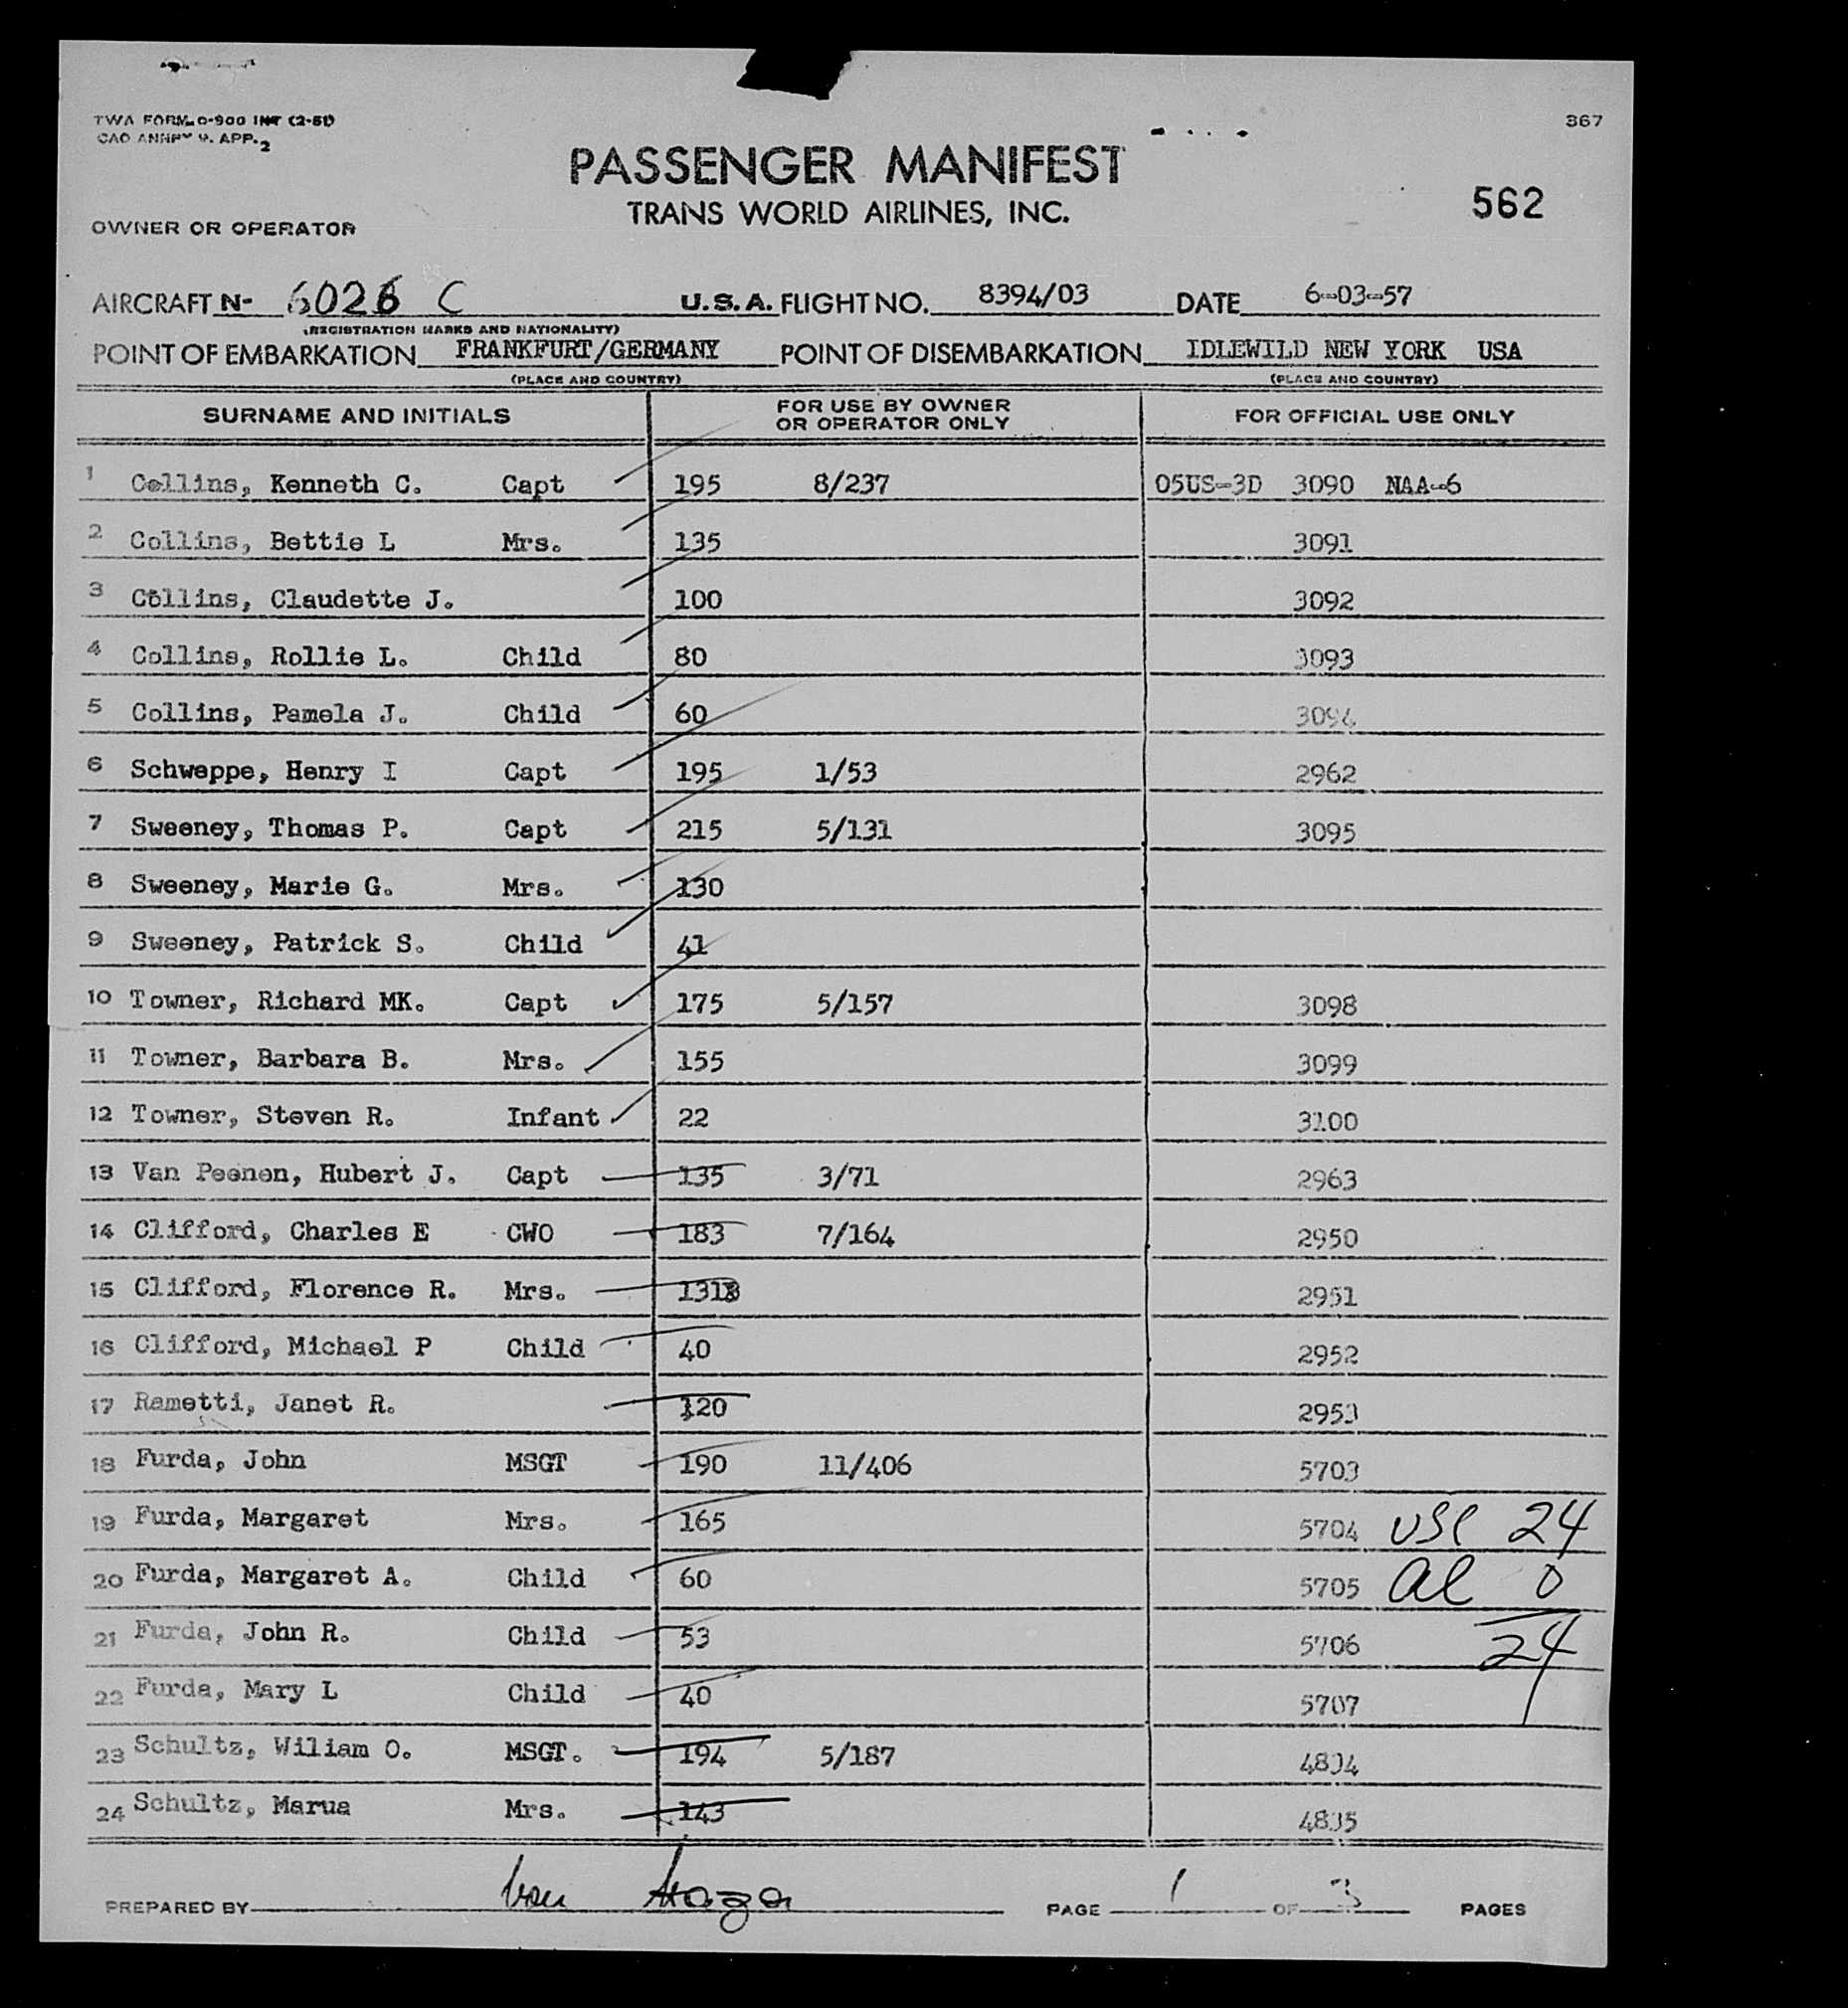 TWA FORM 0-900 INT (2-51)
CAO ANNEX 9. APP. 2
367
PASSENGER MANIFEST
TRANS WORLD AIRLINES, INC.
562
OWNER OR OPERATOR
AIRCRAFT N- 6026 C U.S.A. FLIGHT NO. 8394/03 DATE 6-03-57
(REGISTRATION MARKS AND NATIONALITY)
POINT OF EMBARKATION FRANKFURT/GERMANY POINT OF DISEMBARKATION IDLEWILD NEW YORK USA
(PLACE AND COUNTRY) (PLACE AND COUNTRY)
SURNAME AND INITIALS FOR USE BY OWNER OR OPERATOR ONLY FOR OFFICIAL USE ONLY
1 Collins, Kenneth C. Capt 195 8/237 05US-3D 3090 NAA-6
2 Collins, Bettie L Mrs. 135 3091
3 Collins, Claudette J. 100 3092
4 Collins, Rollie L. Child 80 3093
5 Collins, Pamela J. Child 60 3094
6 Schweppe, Henry I Capt 195 1/53 2962
7 Sweeney, Thomas P. Capt 215 5/131 3095
8 Sweeney, Marie G. Mrs. 130
9 Sweeney, Patrick S. Child 41
10 Towner, Richard MK. Capt 175 5/157 3098
11 Towner, Barbara B. Mrs. 155 3099
12 Towner, Steven R. Infant 22 3100
13 Van Peenen, Hubert J. Capt 135 3/71 2963
14 Clifford, Charles E CWO 183 7/164 2950
15 Clifford, Florence R. Mrs. 131 2951
16 Clifford, Michael P Child 40 2952
17 Rametti, Janet R. 120 2953
18 Furda, John MSGT 190 11/406 5703
19 Furda, Margaret Mrs. 165 5704 USC 24
20 Furda, Margaret A. Child 60 5705 al 0
21 Furda, John R. Child 53 5706 24
22 Furda, Mary L Child 40 5707
23 Schultz, Wiliam O. MSGT. 194 5/187 4834
24 Schultz, Marua Mrs. 143 4835
PREPARED BY PAGE 1 OF 3 PAGES